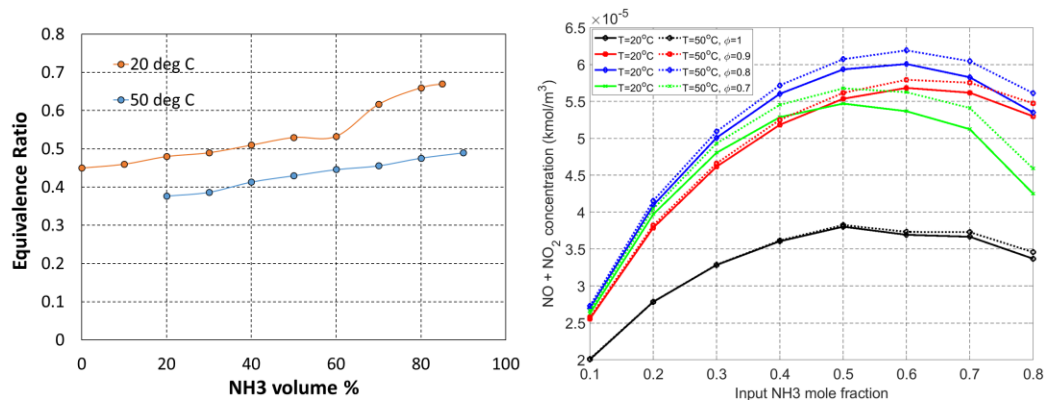 0.8
0.7
0.6
0.5
0.4
0.3
0.2
0.1
0
Equivalence Ratio
20 deg C
50 deg C
0 20 40 60 80 100
NH3 volume %
×10⁻⁵
6.5
6
5.5
5
4.5
4
3.5
3
2.5
2
NO + NO₂ concentration (kmol/m³)
T=20°C T=50°C, ϕ=1
T=20°C T=50°C, ϕ=0.9
T=20°C T=50°C, ϕ=0.8
T=20°C T=50°C, ϕ=0.7
0.1 0.2 0.3 0.4 0.5 0.6 0.7 0.8
Input NH3 mole fraction